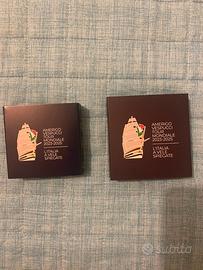 AMERIGO
VESPUCCI
TOUR
MONDIALE
2023-2025
L'ITALIA
A VELE
SPIEGATE
AMERIGO
VESPUCCI
TOUR
MONDIALE
2023-2025
L'ITALIA
A VELE
SPIEGATE
subito